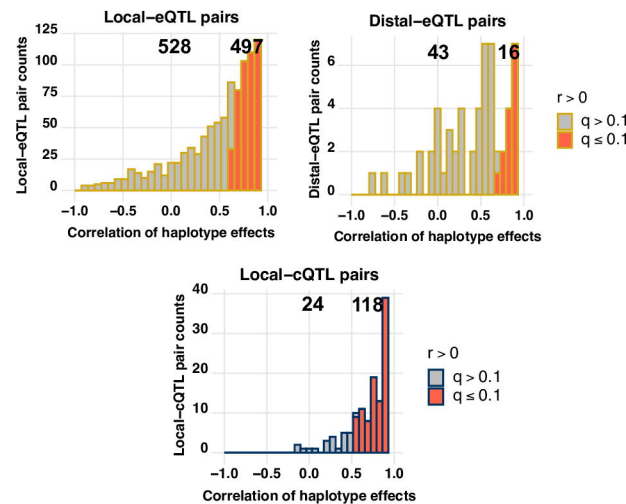 Local–eQTL pairs
Local–eQTL pair counts
125
100
75
50
25
0
528
497
−1.0 −0.5 0.0 0.5 1.0
Correlation of haplotype effects
Distal–eQTL pairs
Distal–eQTL pair counts
6
4
2
0
43
16
−1.0 −0.5 0.0 0.5 1.0
Correlation of haplotype effects
r > 0
q > 0.1
q ≤ 0.1
Local–cQTL pairs
Local–cQTL pair counts
40
30
20
10
0
24
118
−1.0 −0.5 0.0 0.5 1.0
Correlation of haplotype effects
r > 0
q > 0.1
q ≤ 0.1